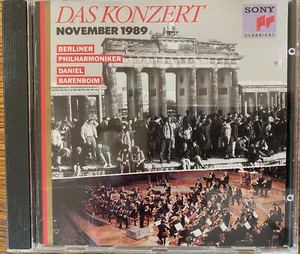 DAS KONZERT
NOVEMBER 1989
BERLINER
PHILHARMONIKER
DANIEL
BARENBOIM
SONY
CLASSICAL